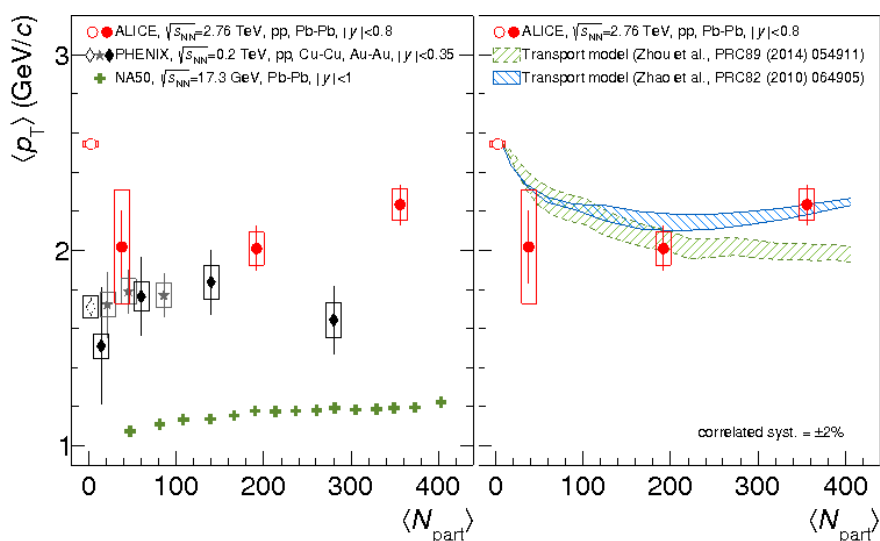 ALICE, √sNN=2.76 TeV, pp, Pb-Pb, |y|<0.8
PHENIX, √sNN=0.2 TeV, pp, Cu-Cu, Au-Au, |y|<0.35
NA50, √sNN=17.3 GeV, Pb-Pb, |y|<1
ALICE, √sNN=2.76 TeV, pp, Pb-Pb, |y|<0.8
Transport model (Zhou et al., PRC89 (2014) 054911)
Transport model (Zhao et al., PRC82 (2010) 064905)
⟨pT⟩ (GeV/c)
3
2
1
correlated syst. = ±2%
0 100 200 300 400
0 100 200 300 400
⟨Npart⟩
⟨Npart⟩